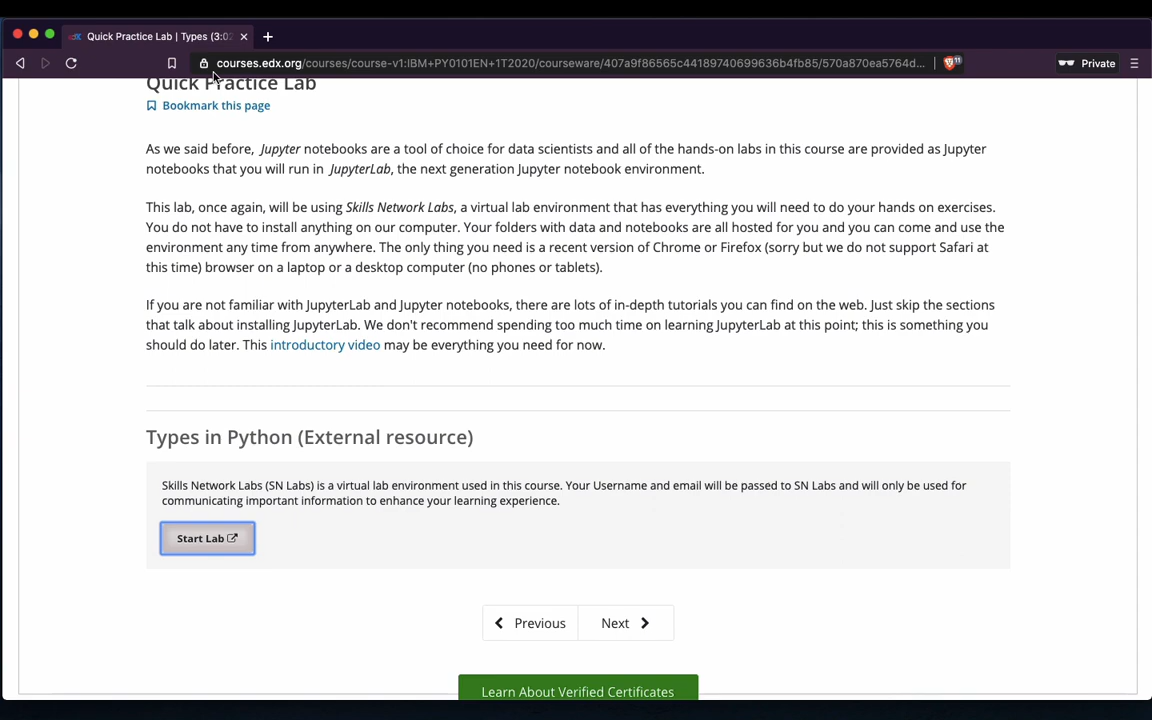 Quick Practice Lab | Types (3:02
courses.edx.org/courses/course-v1:IBM+PY0101EN+1T2020/courseware/407a9f86565c44189740699636b4fb85/570a870ea5764d...
11
Private
Quick Practice Lab
Bookmark this page
As we said before, Jupyter notebooks are a tool of choice for data scientists and all of the hands-on labs in this course are provided as Jupyter
notebooks that you will run in JupyterLab, the next generation Jupyter notebook environment.
This lab, once again, will be using Skills Network Labs, a virtual lab environment that has everything you will need to do your hands on exercises.
You do not have to install anything on our computer. Your folders with data and notebooks are all hosted for you and you can come and use the
environment any time from anywhere. The only thing you need is a recent version of Chrome or Firefox (sorry but we do not support Safari at
this time) browser on a laptop or a desktop computer (no phones or tablets).
If you are not familiar with JupyterLab and Jupyter notebooks, there are lots of in-depth tutorials you can find on the web. Just skip the sections
that talk about installing JupyterLab. We don't recommend spending too much time on learning JupyterLab at this point; this is something you
should do later. This introductory video may be everything you need for now.
Types in Python (External resource)
Skills Network Labs (SN Labs) is a virtual lab environment used in this course. Your Username and email will be passed to SN Labs and will only be used for
communicating important information to enhance your learning experience.
Start Lab
Previous
Next
Learn About Verified Certificates